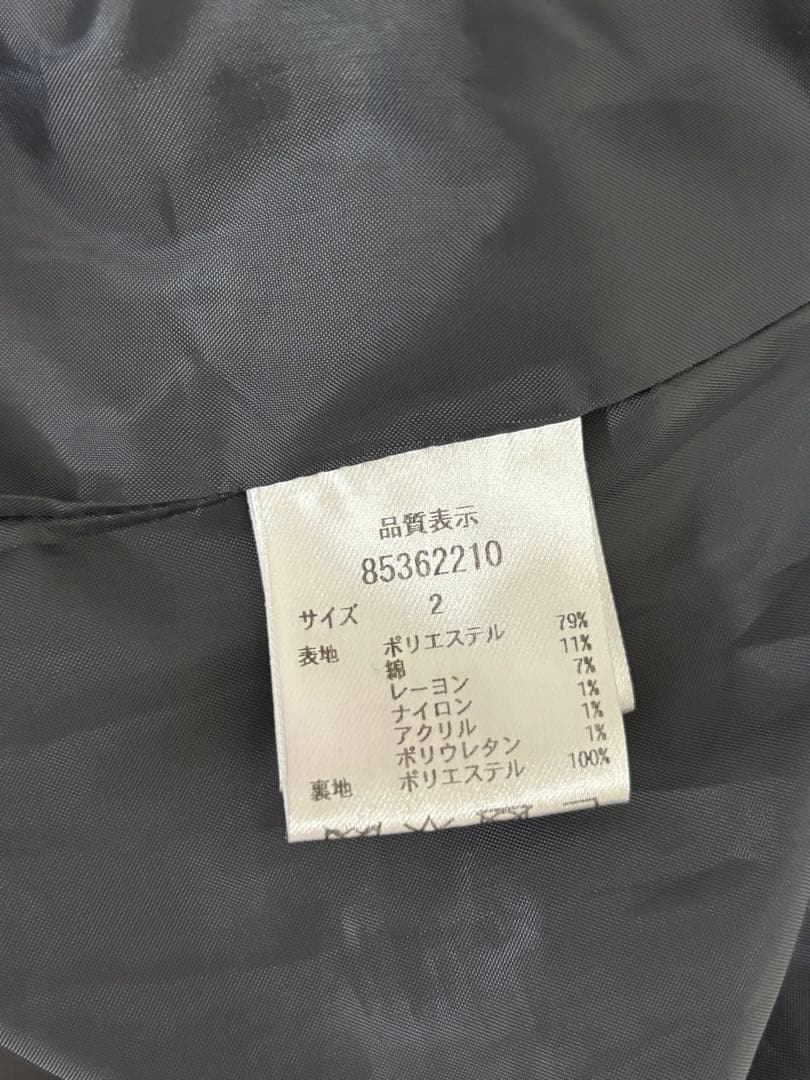 品質表示
85362210
サイズ 2
表地 ポリエステル 79%
綿 11%
レーヨン 7%
ナイロン 1%
アクリル 1%
ポリウレタン 1%
裏地 ポリエステル 100%